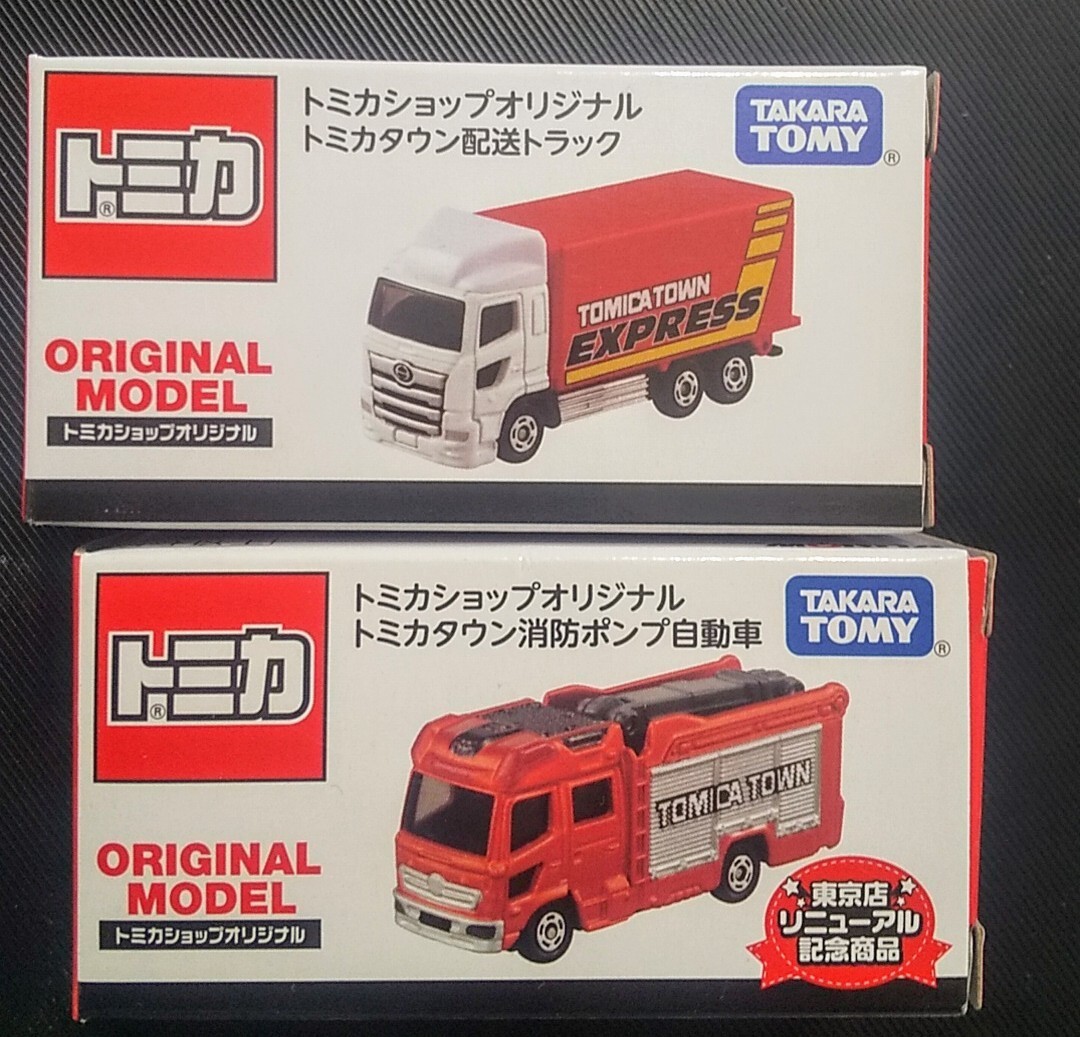 トミカ
®
トミカショップオリジナル
トミカタウン配送トラック
TAKARA
TOMY
®
TOMICA TOWN
EXPRESS
ORIGINAL
MODEL
トミカショップオリジナル
トミカ
®
トミカショップオリジナル
トミカタウン消防ポンプ自動車
TAKARA
TOMY
®
TOMICA TOWN
ORIGINAL
MODEL
トミカショップオリジナル
東京店
リニューアル
記念商品